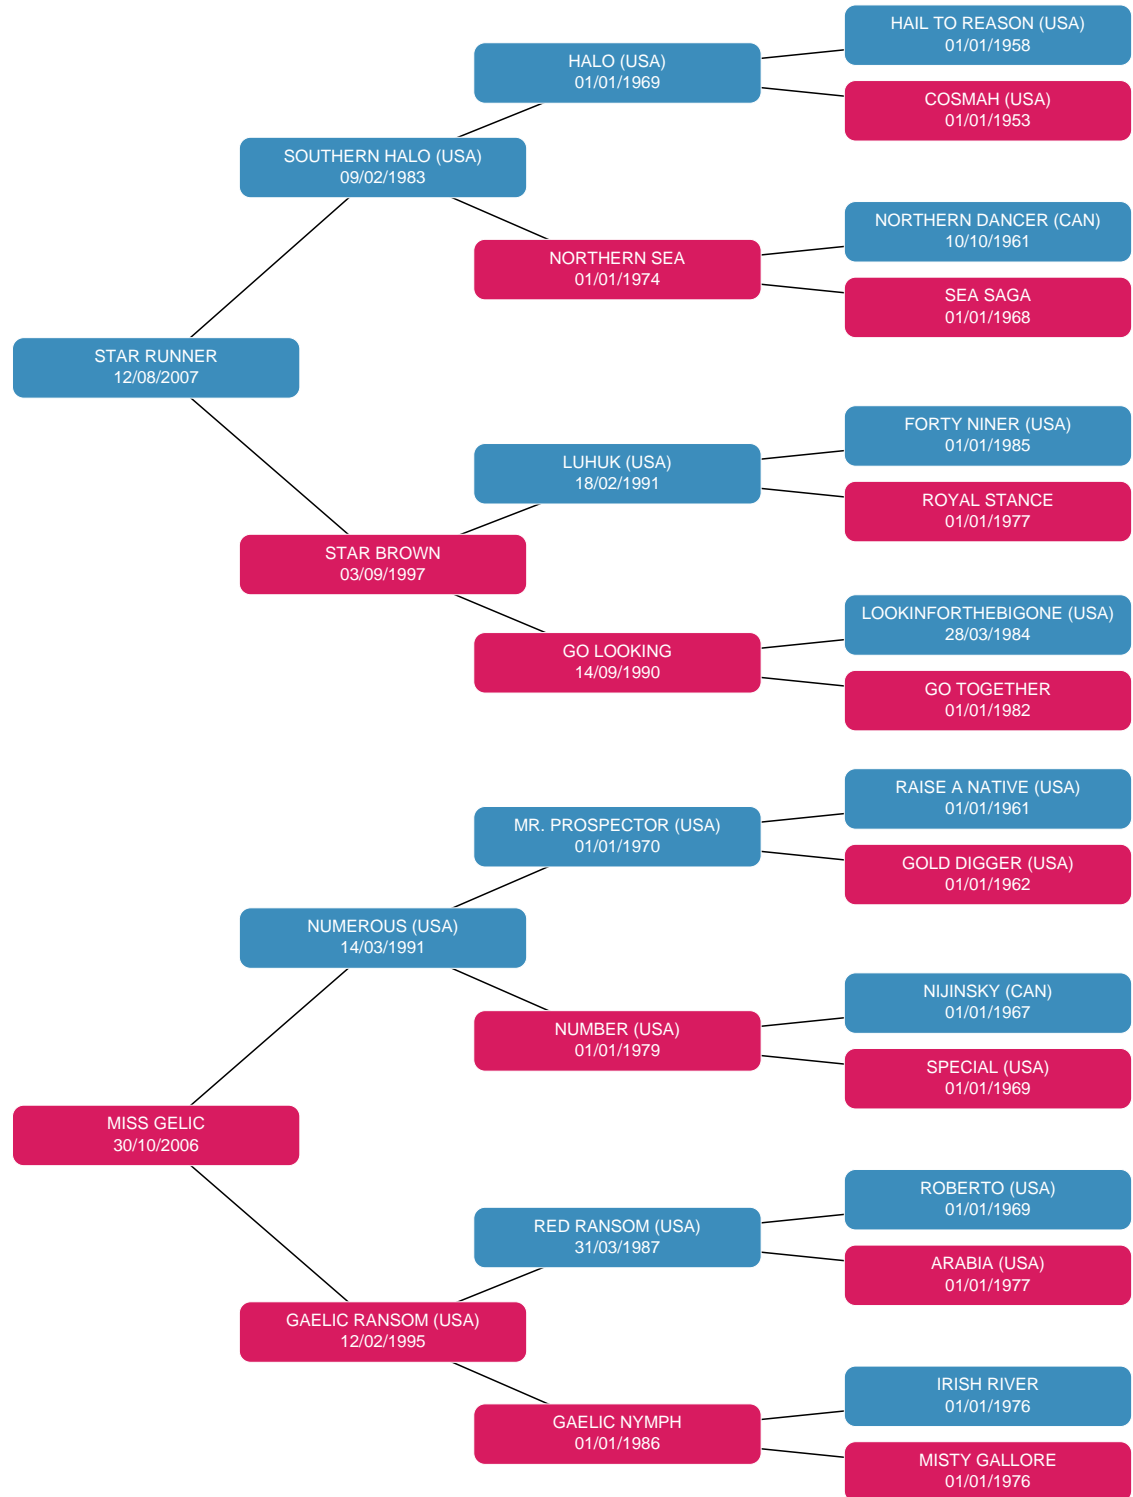 HAIL TO REASON (USA)
01/01/1958
HALO (USA)
01/01/1969
COSMAH (USA)
01/01/1953
SOUTHERN HALO (USA)
09/02/1983
NORTHERN DANCER (CAN)
10/10/1961
NORTHERN SEA
01/01/1974
SEA SAGA
01/01/1968
STAR RUNNER
12/08/2007
FORTY NINER (USA)
01/01/1985
LUHUK (USA)
18/02/1991
ROYAL STANCE
01/01/1977
STAR BROWN
03/09/1997
LOOKINFORTHEBIGONE (USA)
28/03/1984
GO LOOKING
14/09/1990
GO TOGETHER
01/01/1982
RAISE A NATIVE (USA)
01/01/1961
MR. PROSPECTOR (USA)
01/01/1970
GOLD DIGGER (USA)
01/01/1962
NUMEROUS (USA)
14/03/1991
NIJINSKY (CAN)
01/01/1967
NUMBER (USA)
01/01/1979
SPECIAL (USA)
01/01/1969
MISS GELIC
30/10/2006
ROBERTO (USA)
01/01/1969
RED RANSOM (USA)
31/03/1987
ARABIA (USA)
01/01/1977
GAELIC RANSOM (USA)
12/02/1995
IRISH RIVER
01/01/1976
GAELIC NYMPH
01/01/1986
MISTY GALLORE
01/01/1976